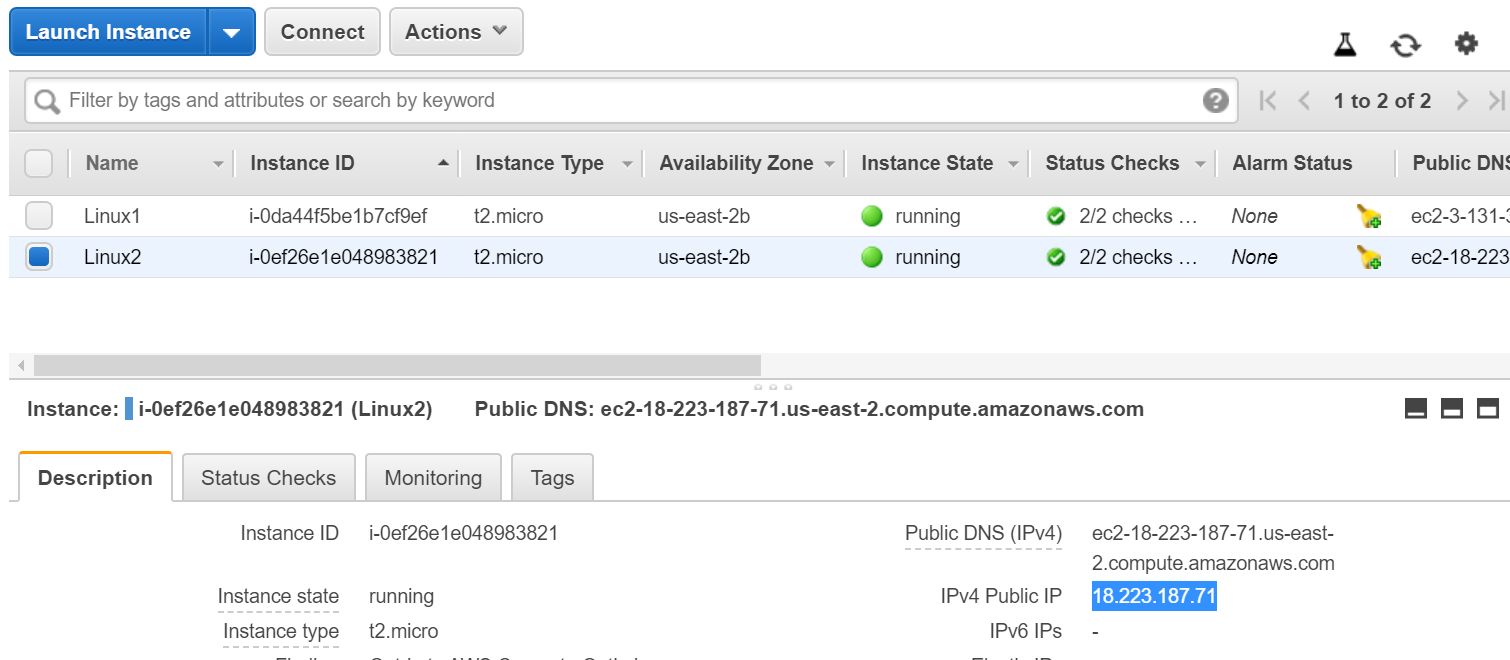 Launch Instance Connect Actions
Filter by tags and attributes or search by keyword ? 1 to 2 of 2
Name Instance ID Instance Type Availability Zone Instance State Status Checks Alarm Status Public DNS
Linux1 i-0da44f5be1b7cf9ef t2.micro us-east-2b running 2/2 checks … None ec2-3-131-3
Linux2 i-0ef26e1e048983821 t2.micro us-east-2b running 2/2 checks … None ec2-18-223
Instance: i-0ef26e1e048983821 (Linux2) Public DNS: ec2-18-223-187-71.us-east-2.compute.amazonaws.com
Description Status Checks Monitoring Tags
Instance ID i-0ef26e1e048983821 Public DNS (IPv4) ec2-18-223-187-71.us-east-
2.compute.amazonaws.com
Instance state running IPv4 Public IP 18.223.187.71
Instance type t2.micro IPv6 IPs -